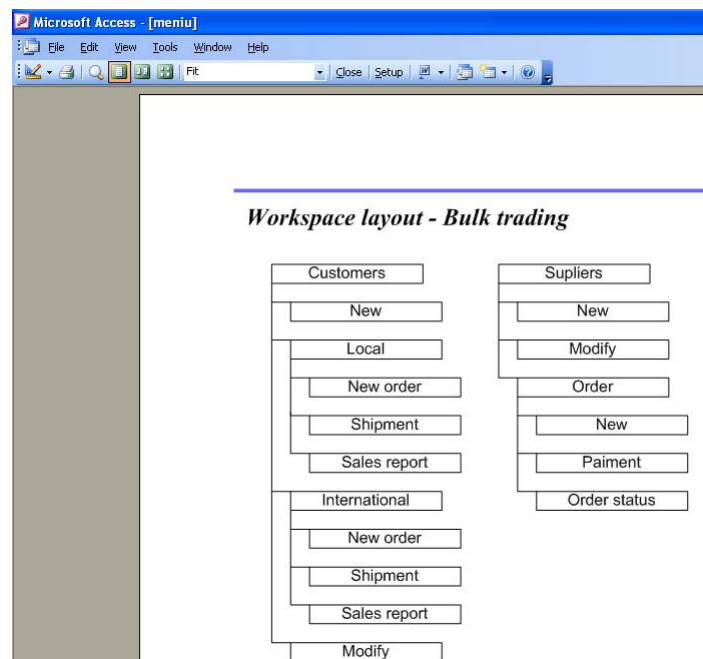 Microsoft Access - [meniu]
File Edit View Tools Window Help
Fit Close Setup
Workspace layout - Bulk trading
Customers
New
Local
New order
Shipment
Sales report
International
New order
Shipment
Sales report
Modify
Supliers
New
Modify
Order
New
Paiment
Order status